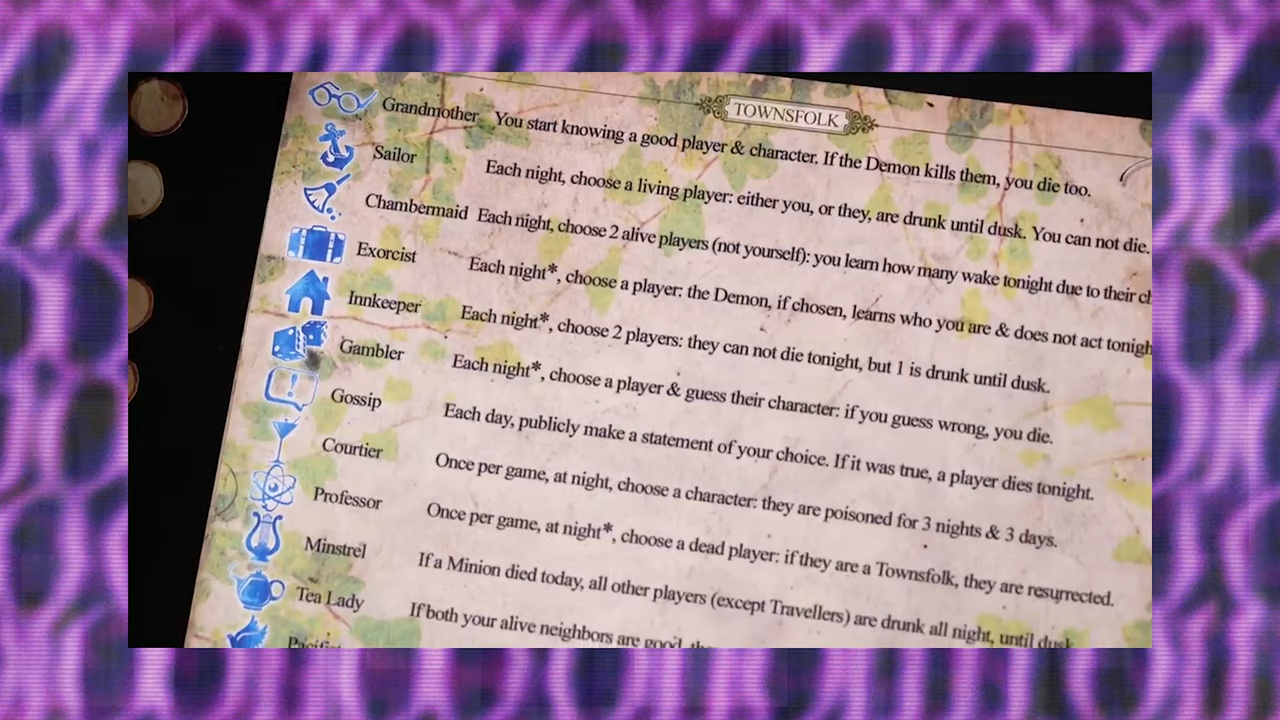 TOWNSFOLK
Grandmother You start knowing a good player & character. If the Demon kills them, you die too.
Sailor Each night, choose a living player: either you, or they, are drunk until dusk. You can not die.
Chambermaid Each night, choose 2 alive players (not yourself): you learn how many wake tonight due to their
Exorcist Each night*, choose a player: the Demon, if chosen, learns who you are & does not act
Innkeeper Each night*, choose 2 players: they can not die tonight, but 1 is drunk until dusk.
Gambler Each night*, choose a player & guess their character: if you guess wrong, you die.
Gossip Each day, publicly make a statement of your choice. If it was true, a player dies tonight.
Courtier Once per game, at night, choose a character: they are poisoned for 3 nights & 3 days.
Professor Once per game, at night*, choose a dead player: if they are a Townsfolk, they are resurrected.
Minstrel If a Minion died today, all other players (except Travellers) are drunk all night, until dusk
Tea Lady If both your alive neighbors are good,